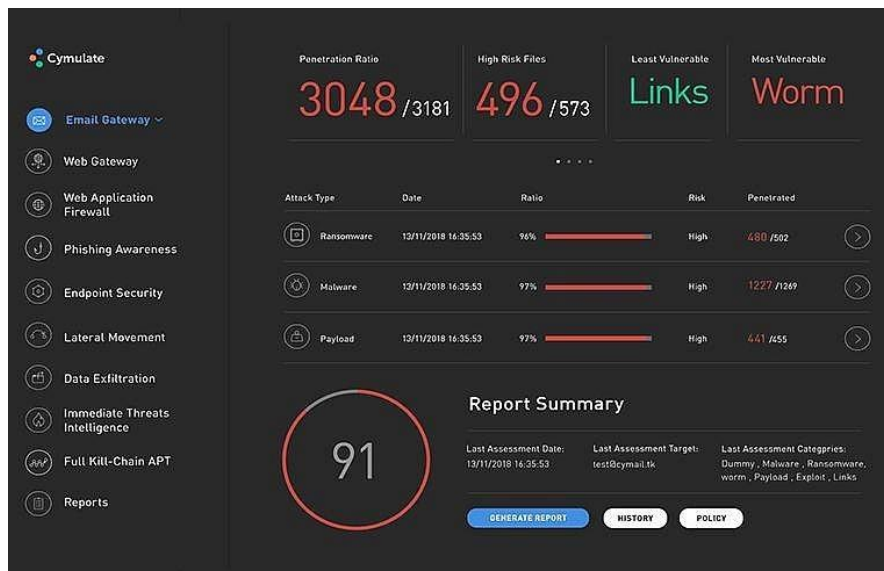 Cymulate
Email Gateway
Web Gateway
Web Application
Firewall
Phishing Awareness
Endpoint Security
Lateral Movement
Data Exfiltration
Immediate Threats
Intelligence
Full Kill-Chain APT
Reports
Penetration Ratio
3048 /3181
High Risk Files
496 /573
Least Vulnerable
Links
Most Vulnerable
Worm
Attack Type Date Ratio Risk Penetrated
Ransomware 13/11/2018 16:35:53 96% High 480 /502
Malware 13/11/2018 16:35:53 97% High 1227 /1269
Payload 13/11/2018 16:35:53 97% High 441 /455
91
Report Summary
Last Assessment Date:
13/11/2018 16:35:53
Last Assessment Target:
test@cymail.tk
Last Assessment Categpries:
Dummy , Malware , Ransomware,
worm , Payload , Exploit , Links
GENERATE REPORT
HISTORY
POLICY